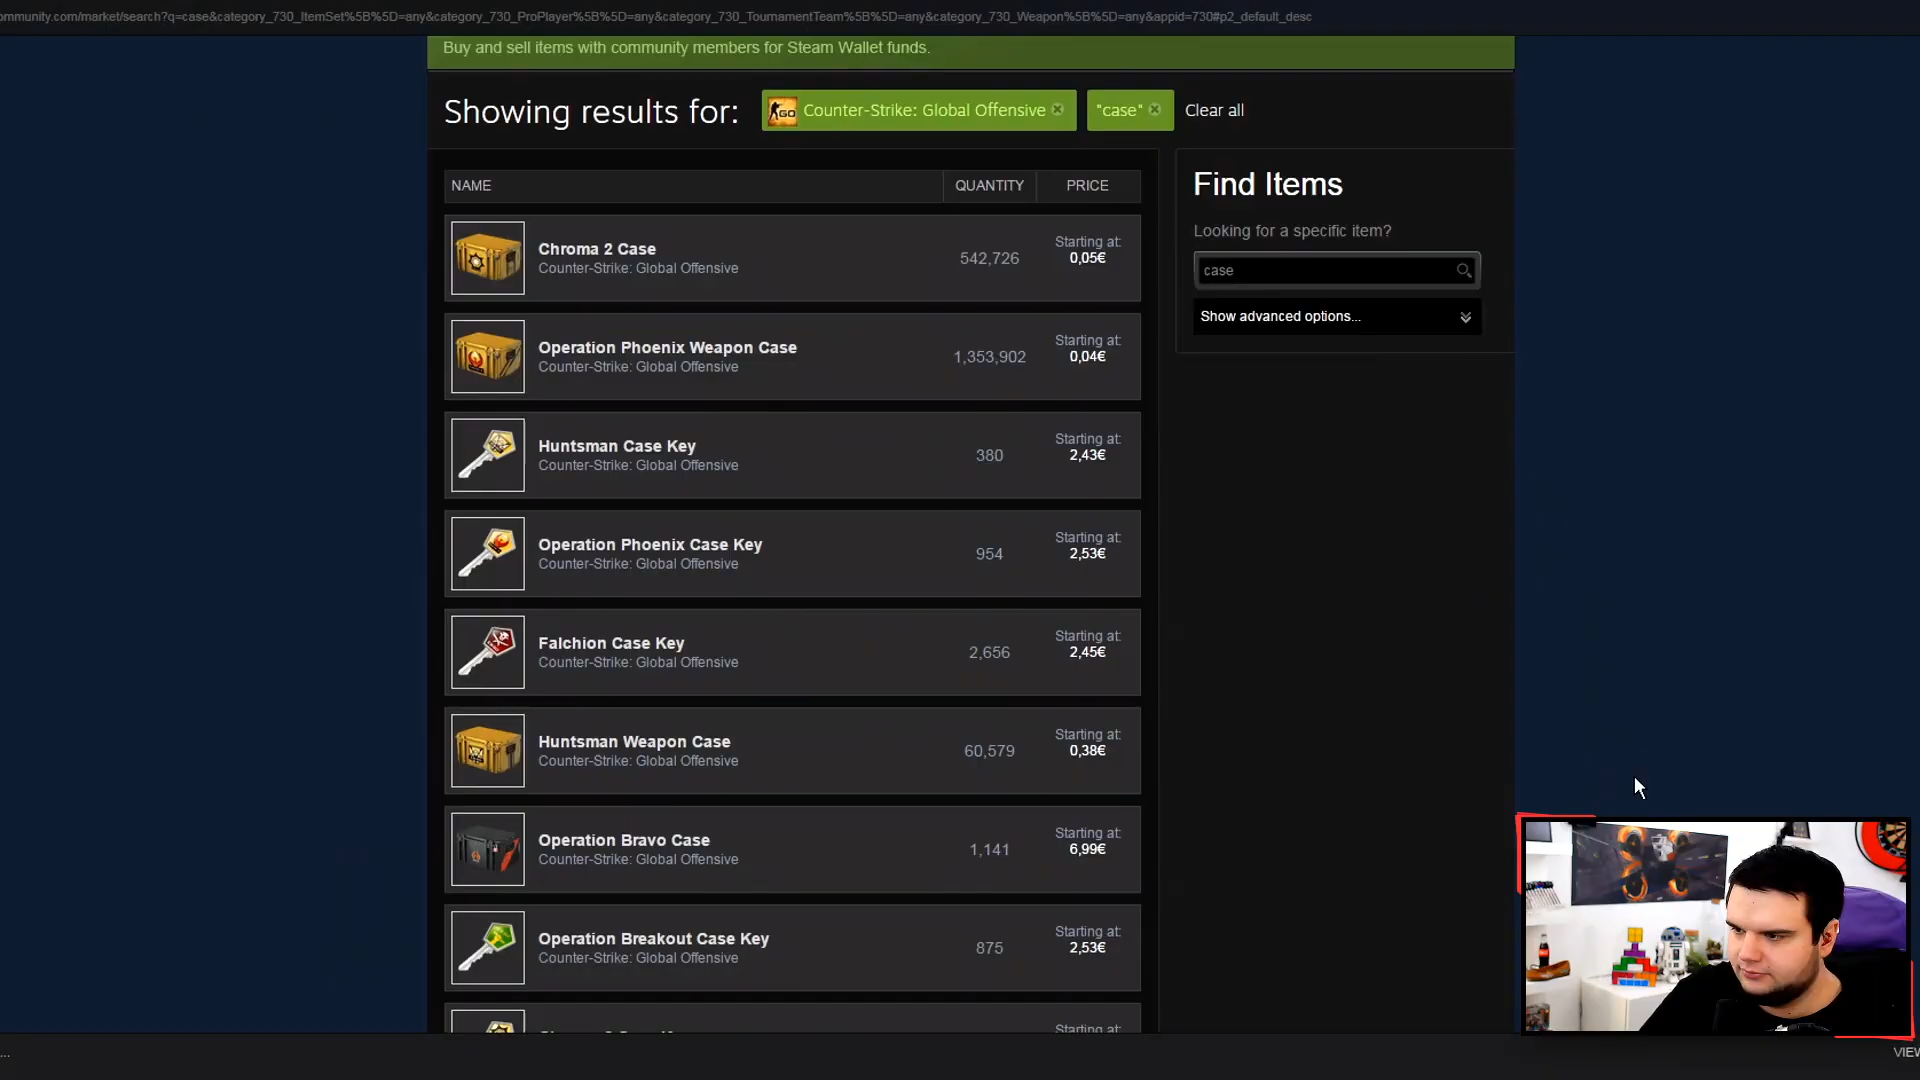 ommunity.com/market/search?q=case&category_730_ItemSet%5B%5D=any&category_730_ProPlayer%5B%5D=any&category_730_TournamentTeam%5B%5D=any&category_730_Weapon%5B%5D=any&appid=730#p2_default_desc
Buy and sell items with community members for Steam Wallet funds.
Showing results for: Counter-Strike: Global Offensive "case" Clear all
NAME QUANTITY PRICE
Chroma 2 Case
Counter-Strike: Global Offensive
542,726
Starting at:
0,05€
Operation Phoenix Weapon Case
Counter-Strike: Global Offensive
1,353,902
Starting at:
0,04€
Huntsman Case Key
Counter-Strike: Global Offensive
380
Starting at:
2,43€
Operation Phoenix Case Key
Counter-Strike: Global Offensive
954
Starting at:
2,53€
Falchion Case Key
Counter-Strike: Global Offensive
2,656
Starting at:
2,45€
Huntsman Weapon Case
Counter-Strike: Global Offensive
60,579
Starting at:
0,38€
Operation Bravo Case
Counter-Strike: Global Offensive
1,141
Starting at:
6,99€
Operation Breakout Case Key
Counter-Strike: Global Offensive
875
Starting at:
2,53€
Starting at:
Find Items
Looking for a specific item?
case
Show advanced options...
...
VIEW